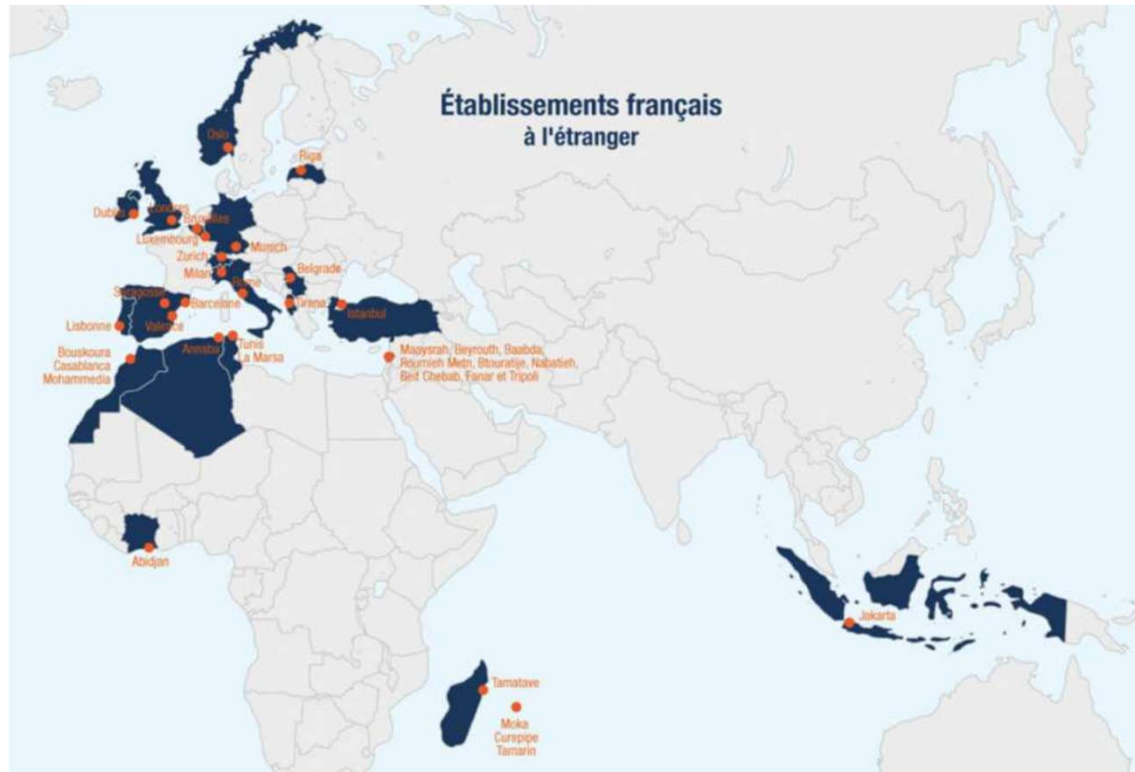 Établissements français
à l'étranger
Oslo
Riga
Dublin
Londres
Bruxelles
Luxembourg
Munich
Zurich
Milan
Belgrade
Rome
Saragosse
Barcelone
Tirana
Istanbul
Lisbonne
Valence
Annaba
Tunis
La Marsa
Bouskoura
Casablanca
Mohammedia
Maaysrah, Beyrouth, Baabda,
Roumieh Metn, Btouratije, Nabatieh,
Beit Chebab, Fanar et Tripoli
Abidjan
Jakarta
Tamatave
Moka
Curepipe
Tamarin